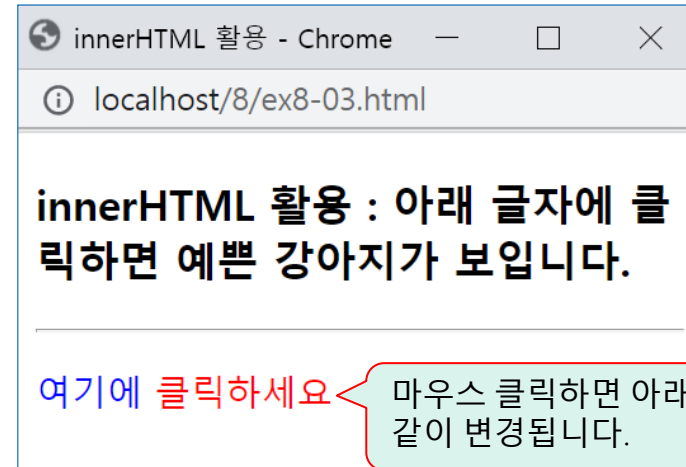 innerHTML 활용 - Chrome
localhost/8/ex8-03.html
innerHTML 활용 : 아래 글자에 클
릭하면 예쁜 강아지가 보입니다.
여기에 클릭하세요
마우스 클릭하면 아래
같이 변경됩니다.